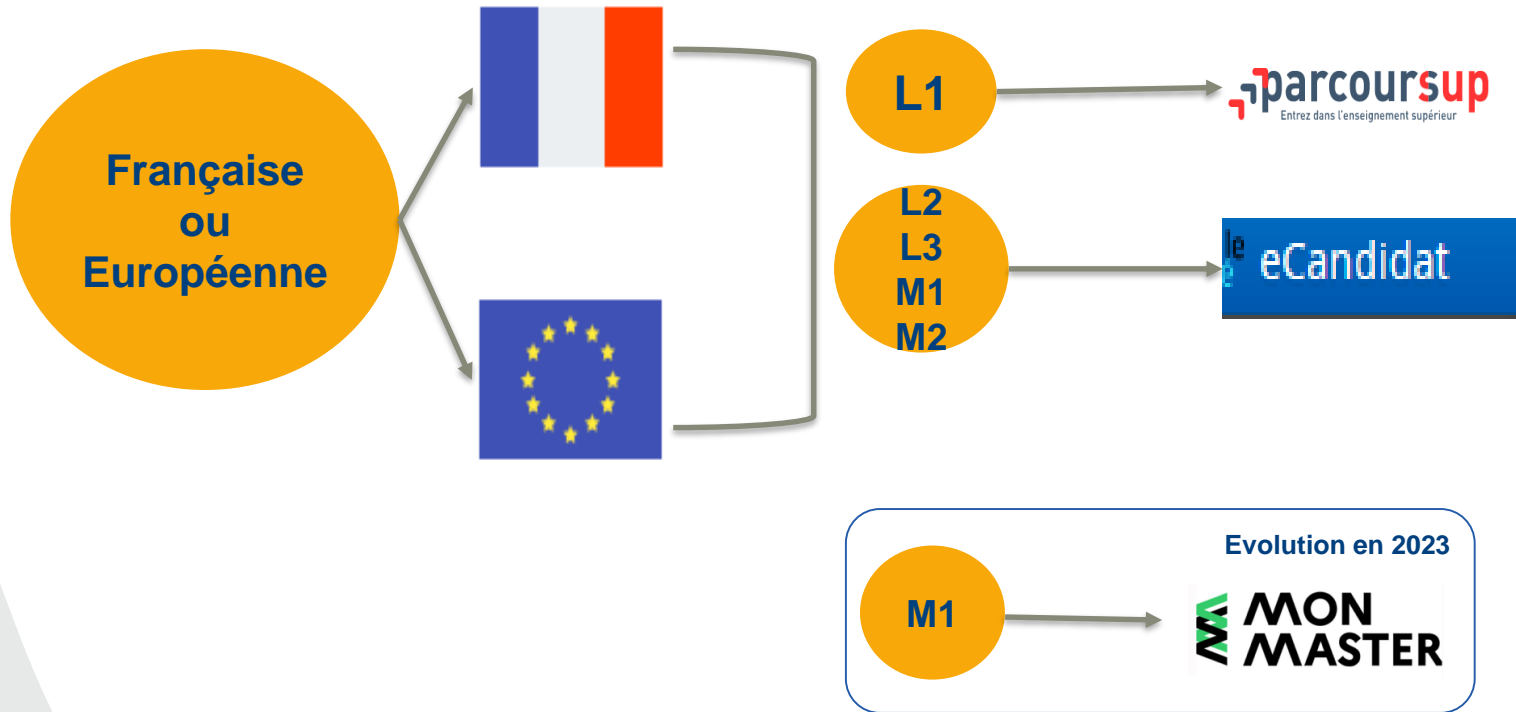 Française
ou
Européenne
L1
parcoursup
Entrez dans l'enseignement supérieur
L2
L3
M1
M2
le
e
eCandidat
Evolution en 2023
M1
MON
MASTER